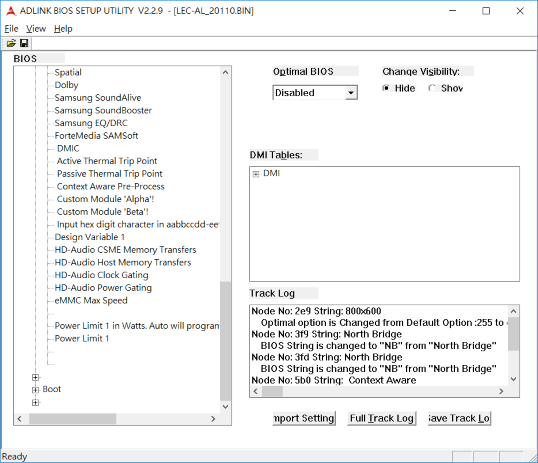 ADLINK BIOS SETUP UTILITY V2.2.9 - [LEC-AL_20110.BIN]
File View Help
BIOS
Spatial
Dolby
Samsung SoundAlive
Samsung SoundBooster
Samsung EQ/DRC
ForteMedia SAMSoft
DMIC
Active Thermal Trip Point
Passive Thermal Trip Point
Context Aware Pre-Process
Custom Module 'Alpha'!
Custom Module 'Beta'!
Input hex digit character in aabbccdd-ee
Design Variable 1
HD-Audio CSME Memory Transfers
HD-Audio Host Memory Transfers
HD-Audio Clock Gating
HD-Audio Power Gating
eMMC Max Speed
Power Limit 1 in Watts. Auto will program
Power Limit 1
Boot
Optimal BIOS
Disabled
Change Visibility:
Hide Shov
DMI Tables:
DMI
Track Log
Node No: 2e9 String: 800x600
Optimal option is Changed from Default Option :255 to
Node No: 3f9 String: North Bridge
BIOS String is changed to "NB" from "North Bridge"
Node No: 3fd String: North Bridge
BIOS String is changed to "NB" from "North Bridge"
Node No: 5b0 String: Context Aware
mport Setting Full Track Log Save Track Lo
Ready